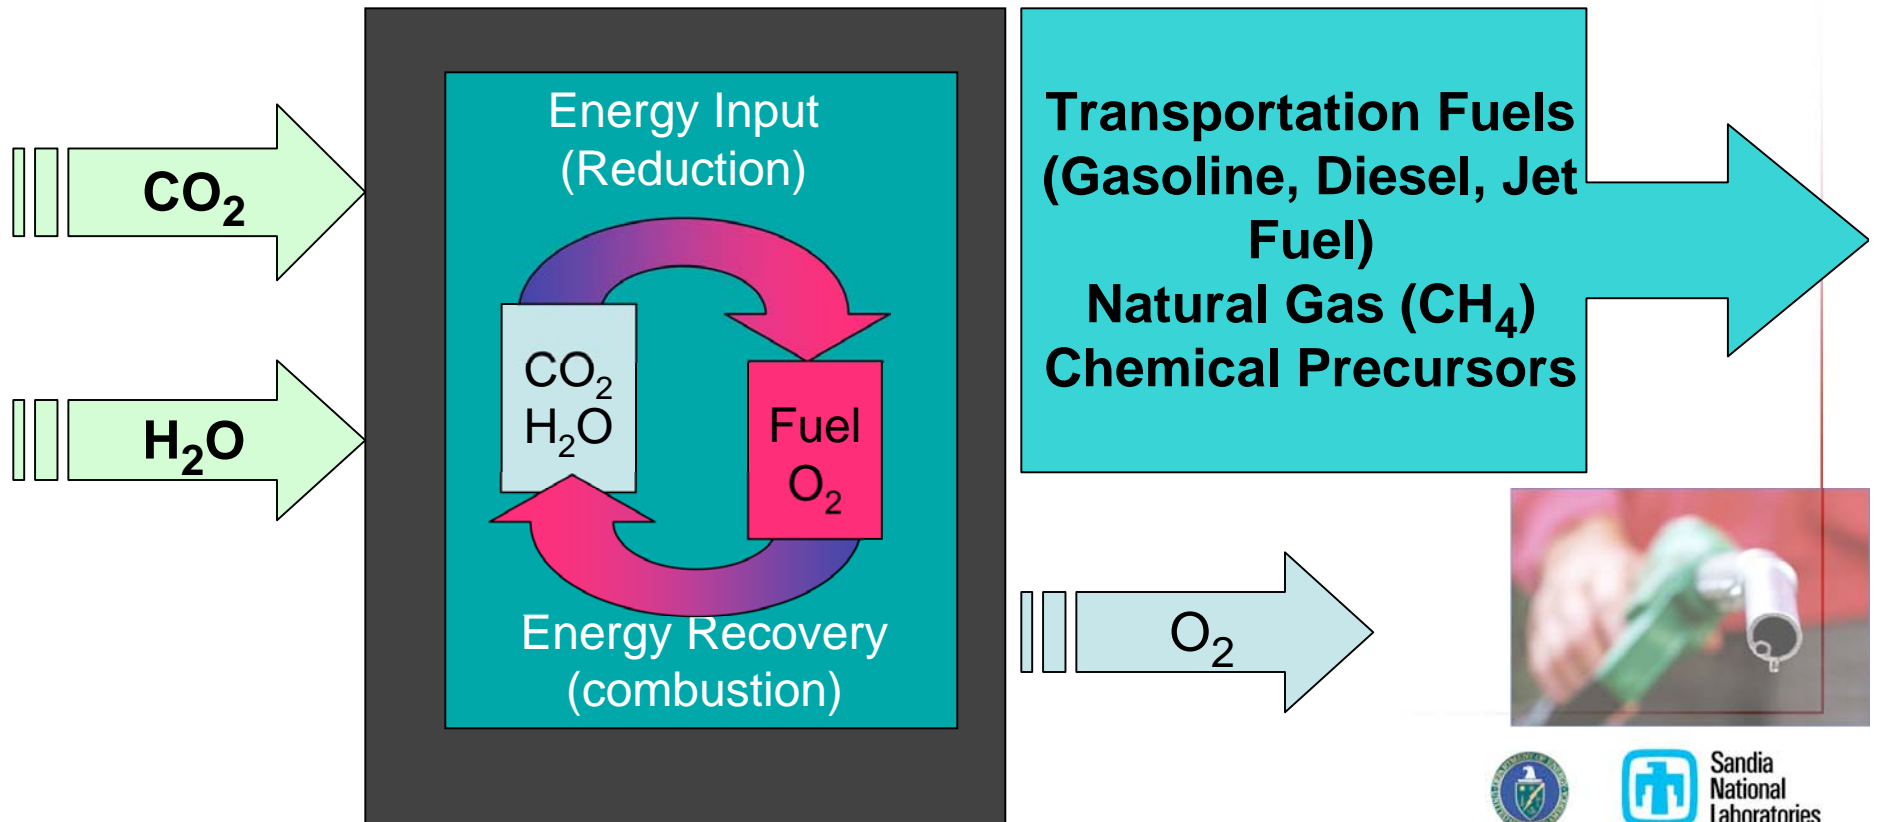 CO₂
H₂O
Energy Input
(Reduction)
CO₂
H₂O
Fuel
O₂
Energy Recovery
(combustion)
Transportation Fuels
(Gasoline, Diesel, Jet
Fuel)
Natural Gas (CH₄)
Chemical Precursors
O₂
Sandia
National
Laboratories